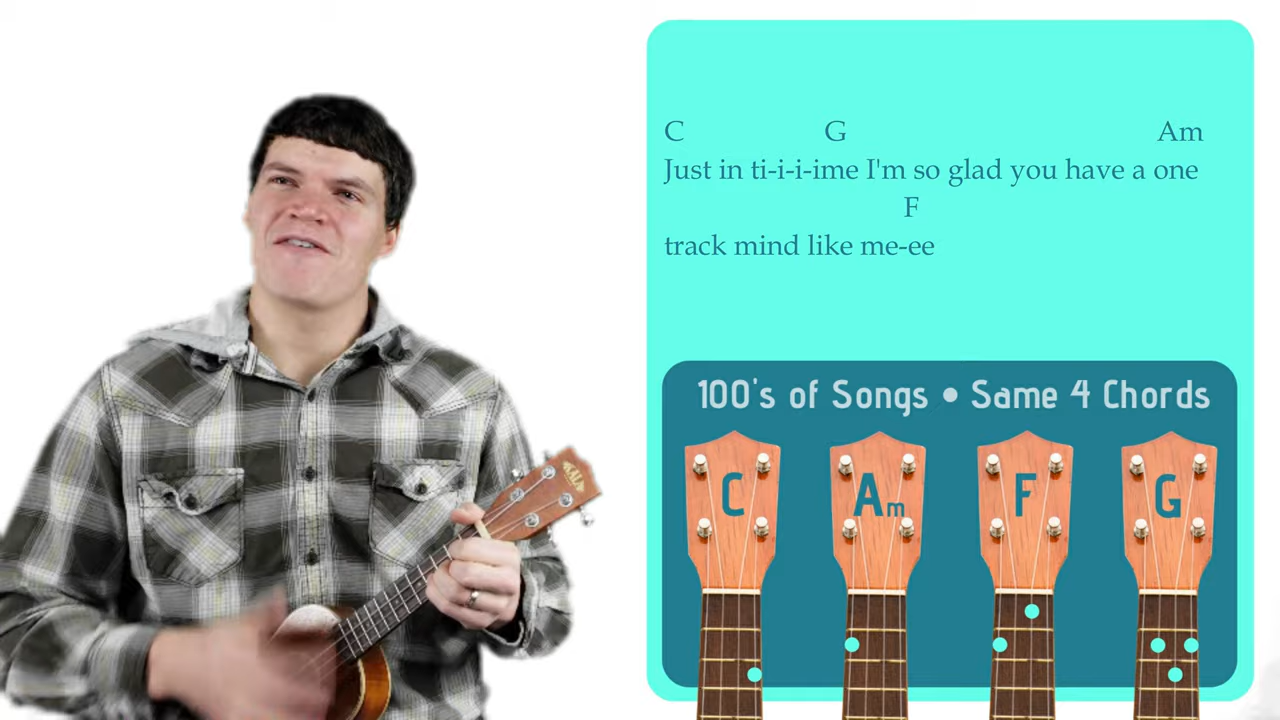 C G Am
Just in ti-i-i-ime I'm so glad you have a one
F
track mind like me-ee
100's of Songs • Same 4 Chords
C Am F G
KALA